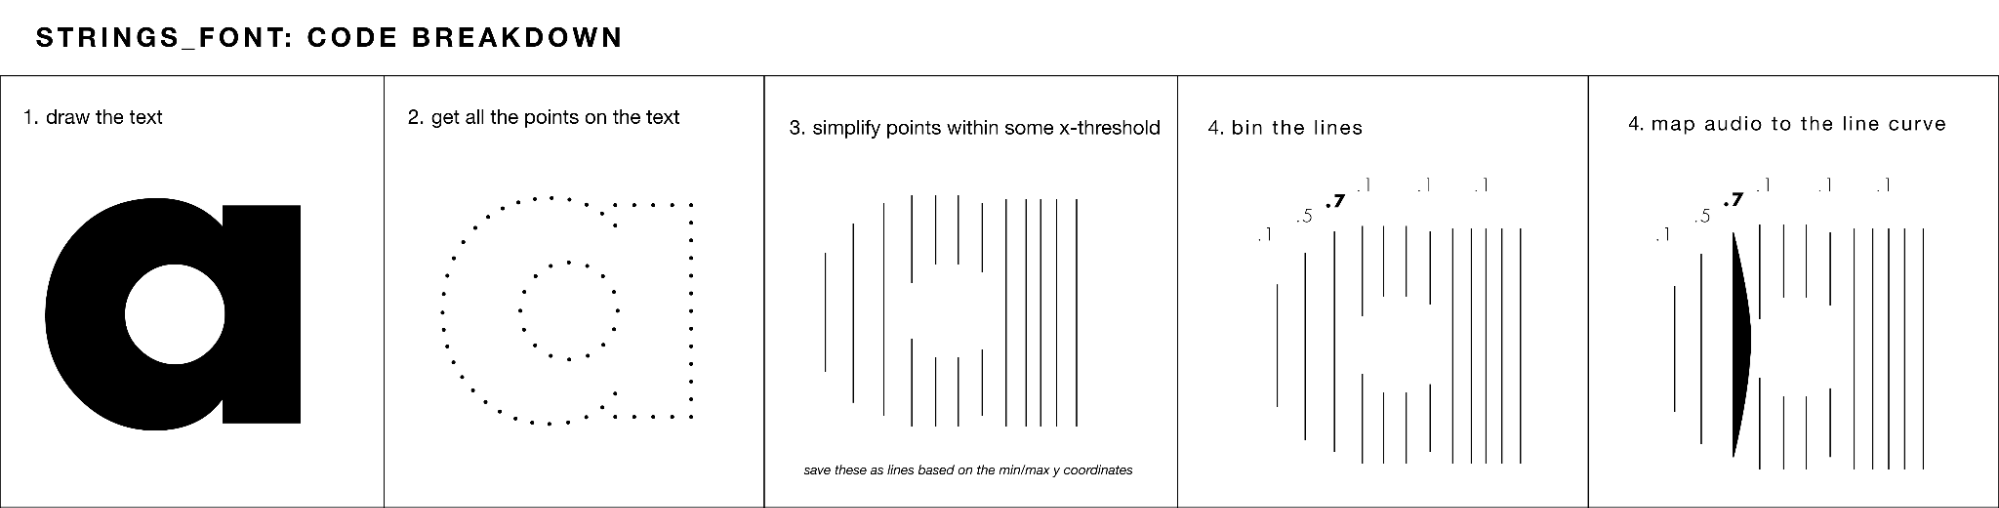 STRINGS_FONT: CODE BREAKDOWN
1. draw the text
2. get all the points on the text
3. simplify points within some x-threshold
save these as lines based on the min/max y coordinates
4. bin the lines
.1
.5
.7
.1
.1
.1
4. map audio to the line curve
.1
.5
.7
.1
.1
.1